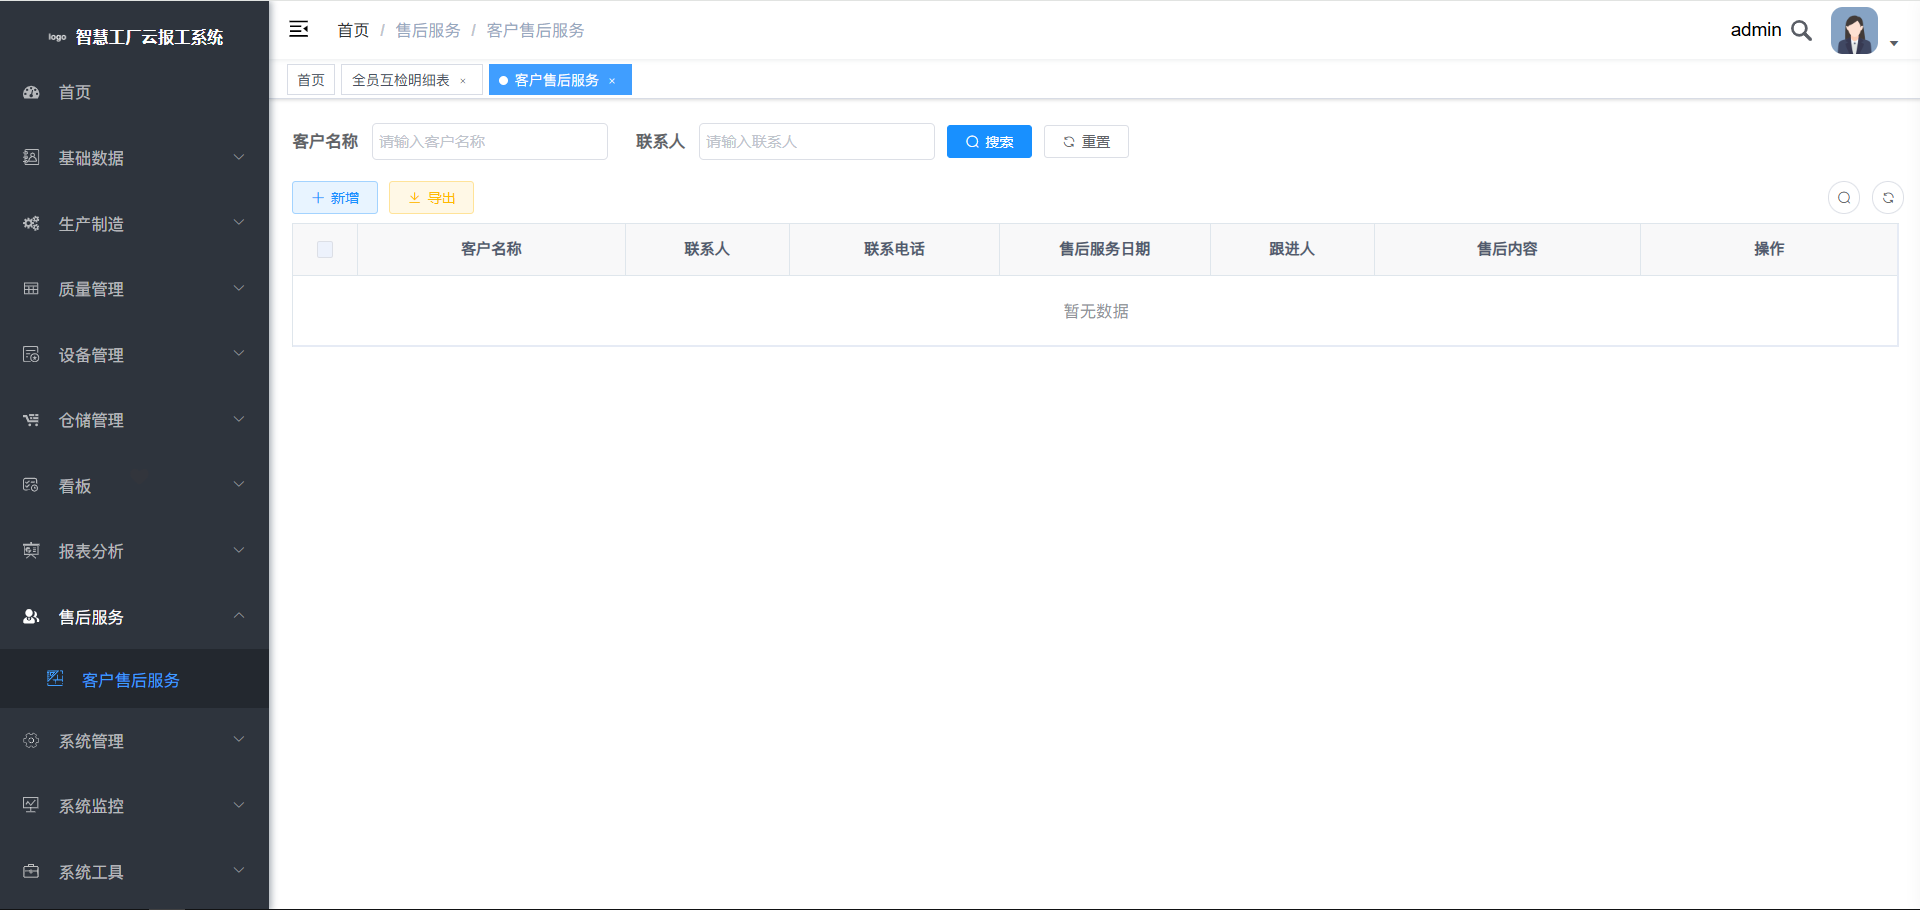 logo 智慧工厂云报工系统
首页
基础数据
生产制造
质量管理
设备管理
仓储管理
看板
报表分析
售后服务
客户售后服务
系统管理
系统监控
系统工具
首页 / 售后服务 / 客户售后服务
admin
首页 全员互检明细表 × 客户售后服务 ×
客户名称 请输入客户名称 联系人 请输入联系人 搜索 重置
新增 导出
客户名称 联系人 联系电话 售后服务日期 跟进人 售后内容 操作
暂无数据